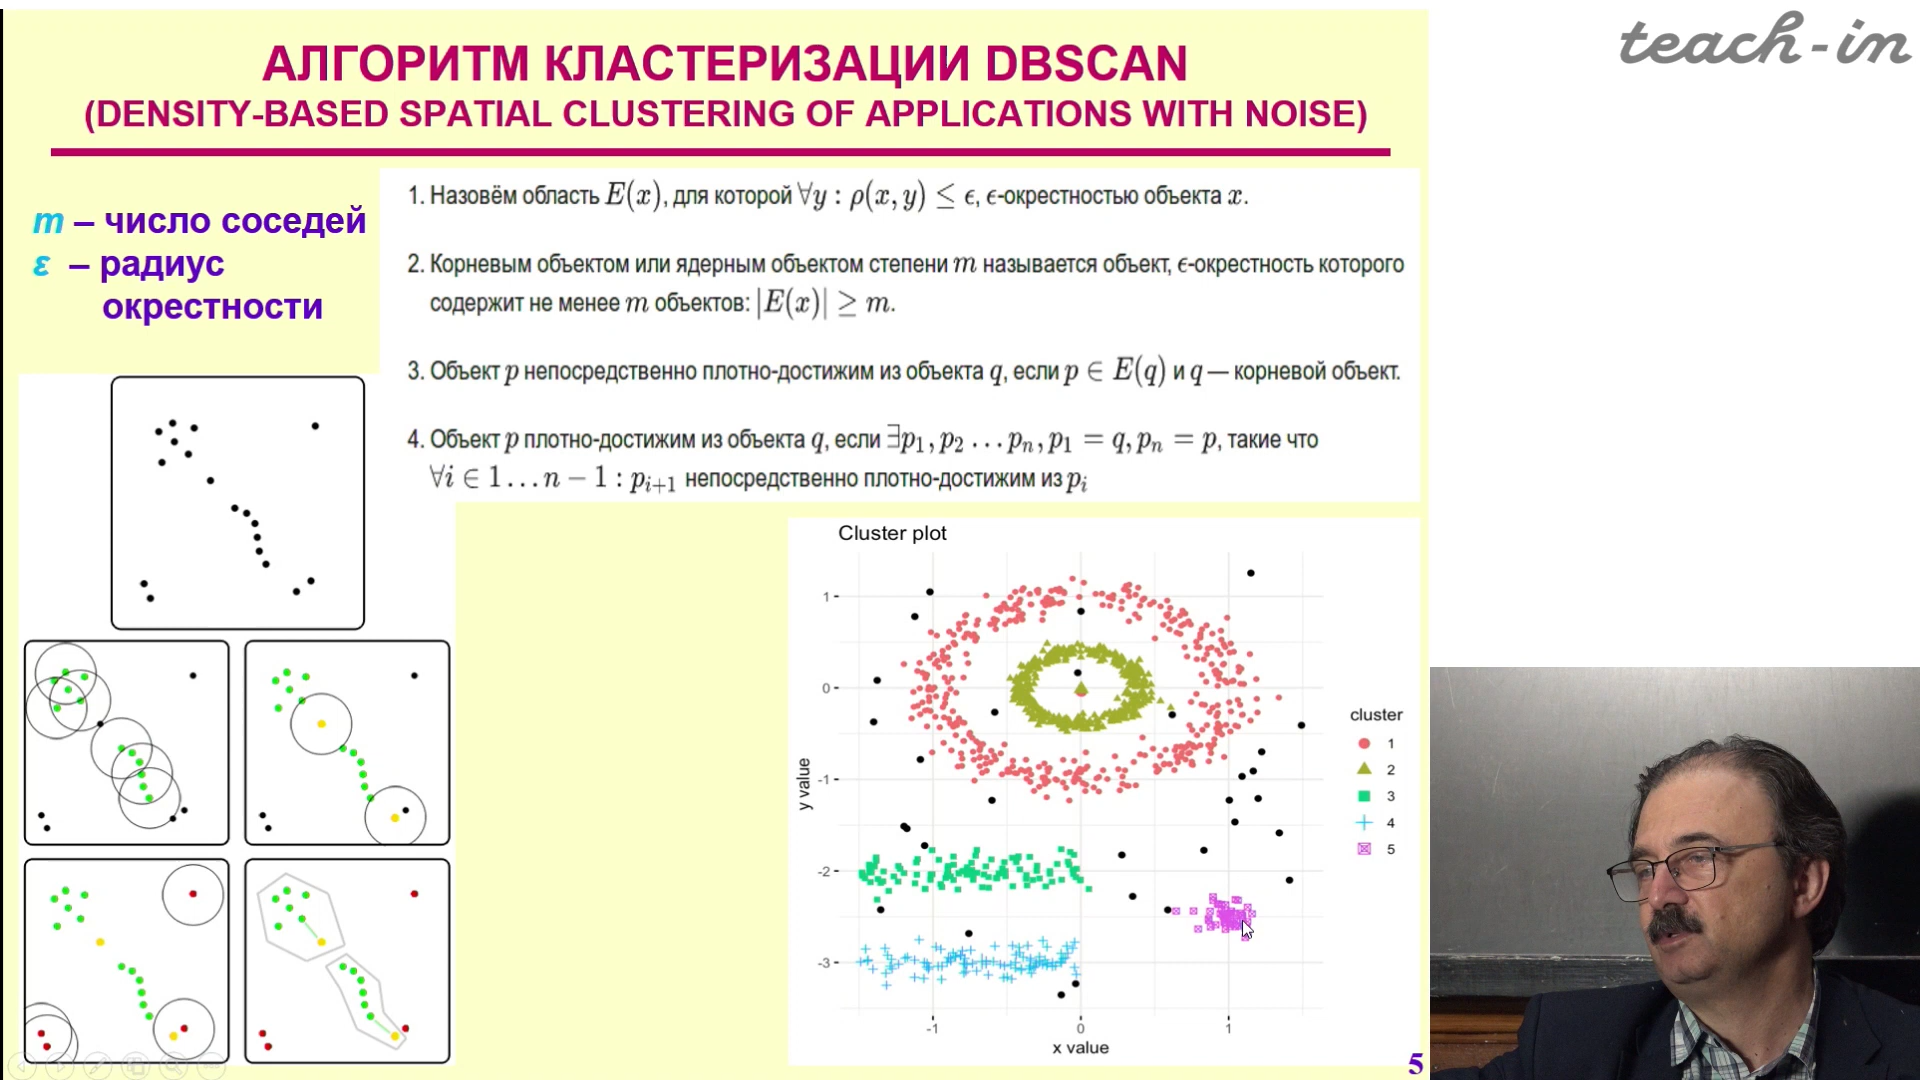 teach-in
АЛГОРИТМ КЛАСТЕРИЗАЦИИ DBSCAN
(DENSITY-BASED SPATIAL CLUSTERING OF APPLICATIONS WITH NOISE)
m – число соседей
ε – радиус
окрестности
1. Назовём область E(x), для которой ∀y : ρ(x, y) ≤ ϵ, ϵ-окрестностью объекта x.
2. Корневым объектом или ядерным объектом степени m называется объект, ϵ-окрестность которого
содержит не менее m объектов: |E(x)| ≥ m.
3. Объект p непосредственно плотно-достижим из объекта q, если p ∈ E(q) и q — корневой объект.
4. Объект p плотно-достижим из объекта q, если ∃p₁, p₂ … pₙ, p₁ = q, pₙ = p, такие что
∀i ∈ 1 … n − 1 : pᵢ₊₁ непосредственно плотно-достижим из pᵢ
Cluster plot
1
0
-1
-2
-3
y value
-1 0 1
x value
cluster
1
2
3
4
5
5